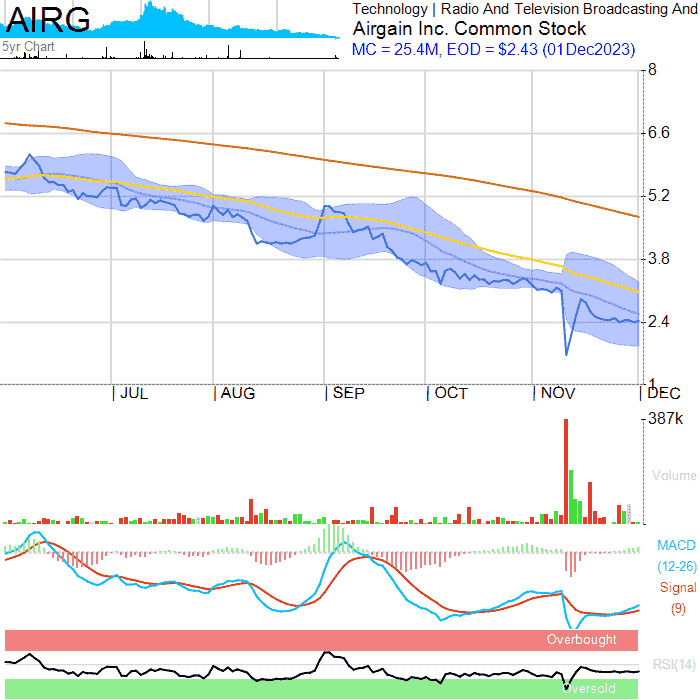 AIRG
5yr Chart
Technology | Radio And Television Broadcasting And
Airgain Inc. Common Stock
MC = 25.4M, EOD = $2.43 (01Dec2023)
8
6.6
5.2
3.8
2.4
1
JUL
AUG
SEP
OCT
NOV
DEC
387k
Volume
MACD
(12-26)
Signal
(9)
Overbought
RSI(14)
Oversold